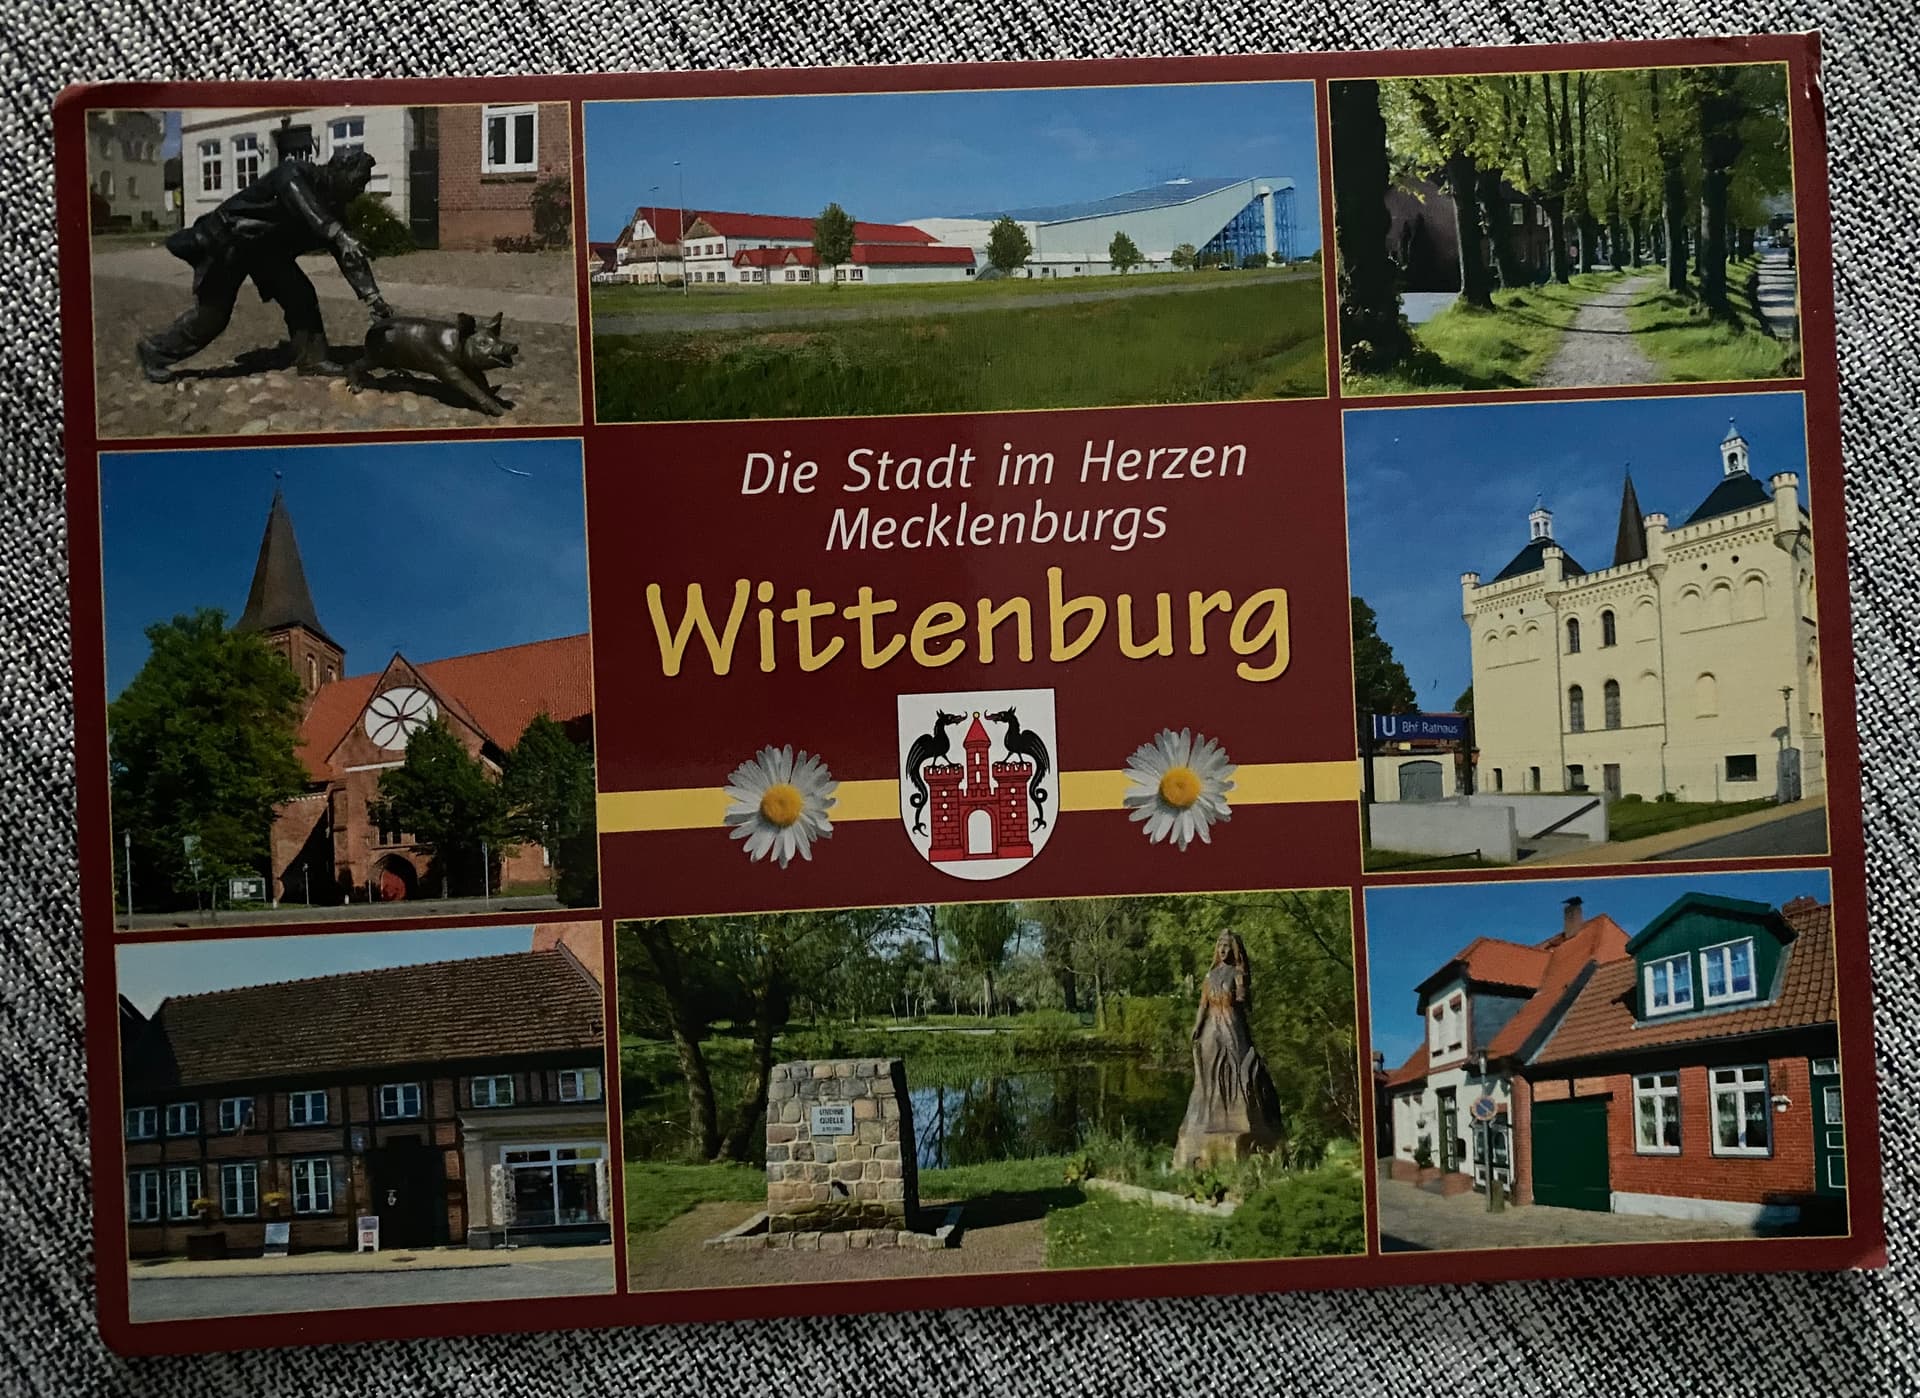 Die Stadt im Herzen
Mecklenburgs
Wittenburg
U Bhf Rathaus
UNDINE
QUELLE